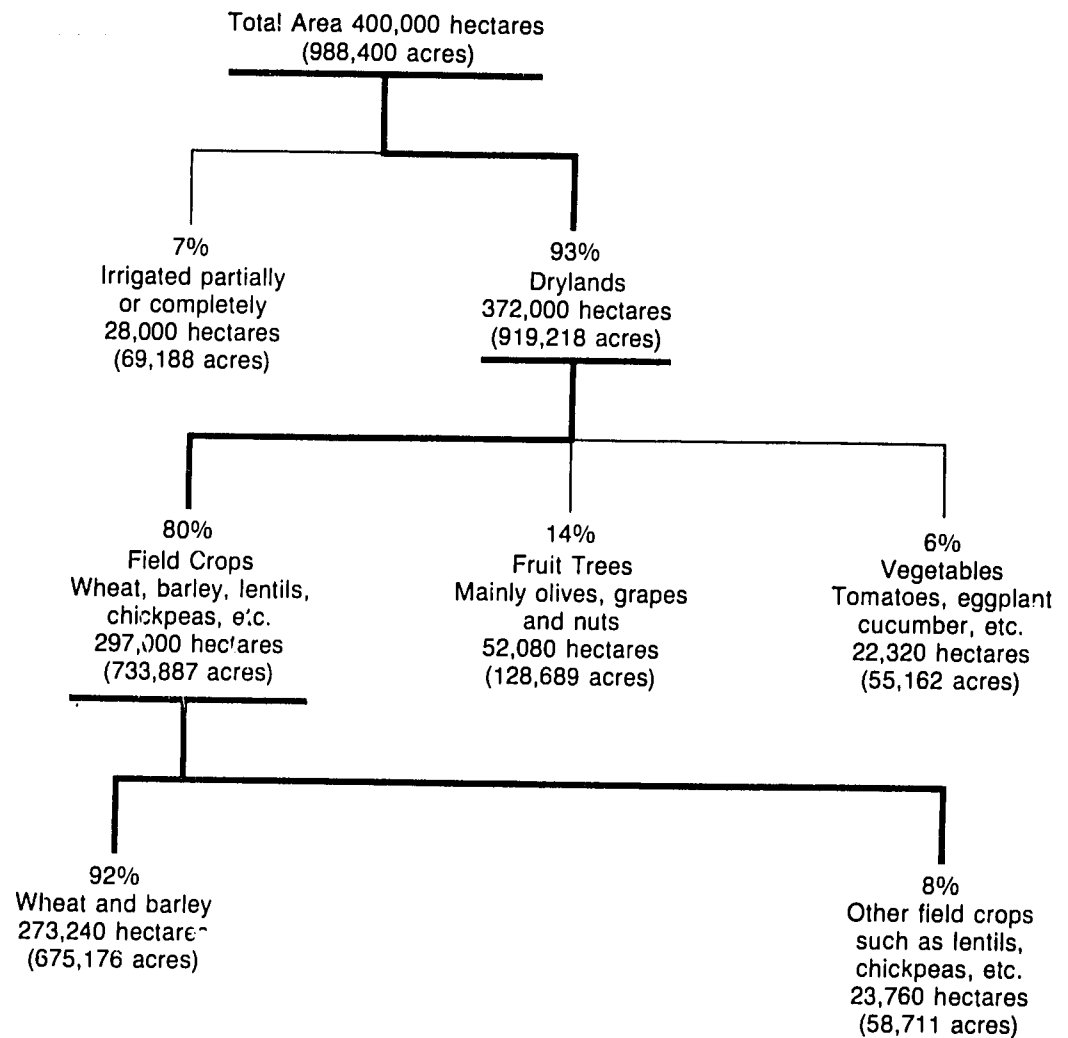 Total Area 400,000 hectares
(988,400 acres)
7%
Irrigated partially
or completely
28,000 hectares
(69,188 acres)
93%
Drylands
372,000 hectares
(919,218 acres)
80%
Field Crops
Wheat, barley, lentils,
chickpeas, etc.
297,000 hectares
(733,887 acres)
14%
Fruit Trees
Mainly olives, grapes
and nuts
52,080 hectares
(128,689 acres)
6%
Vegetables
Tomatoes, eggplant
cucumber, etc.
22,320 hectares
(55,162 acres)
92%
Wheat and barley
273,240 hectares
(675,176 acres)
8%
Other field crops
such as lentils,
chickpeas, etc.
23,760 hectares
(58,711 acres)